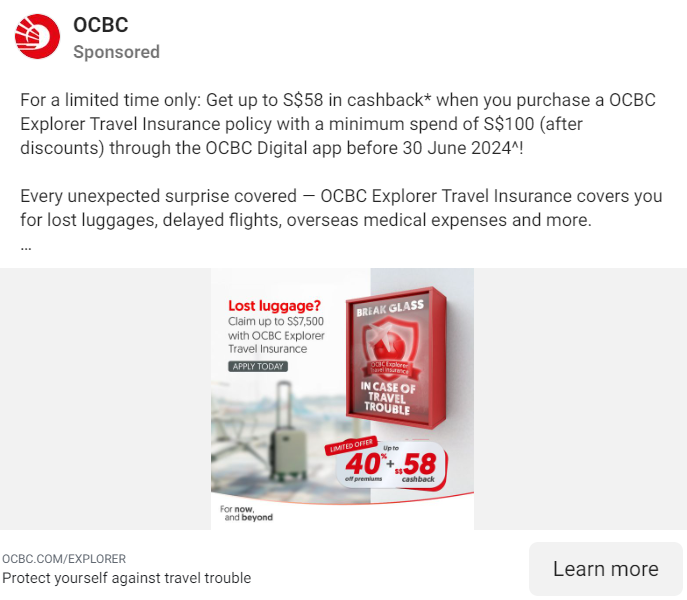 OCBC
Sponsored
For a limited time only: Get up to S$58 in cashback* when you purchase a OCBC
Explorer Travel Insurance policy with a minimum spend of S$100 (after
discounts) through the OCBC Digital app before 30 June 2024^!
Every unexpected surprise covered — OCBC Explorer Travel Insurance covers you
for lost luggages, delayed flights, overseas medical expenses and more.
...
Lost luggage?
Claim up to S$7,500
with OCBC Explorer
Travel Insurance
APPLY TODAY
BREAK GLASS
OCBC Explorer
Travel Insurance
IN CASE OF
TRAVEL
TROUBLE
LIMITED OFFER
Up to
40% + S$58
off premiums cashback
For now,
and beyond
OCBC.COM/EXPLORER
Protect yourself against travel trouble
Learn more